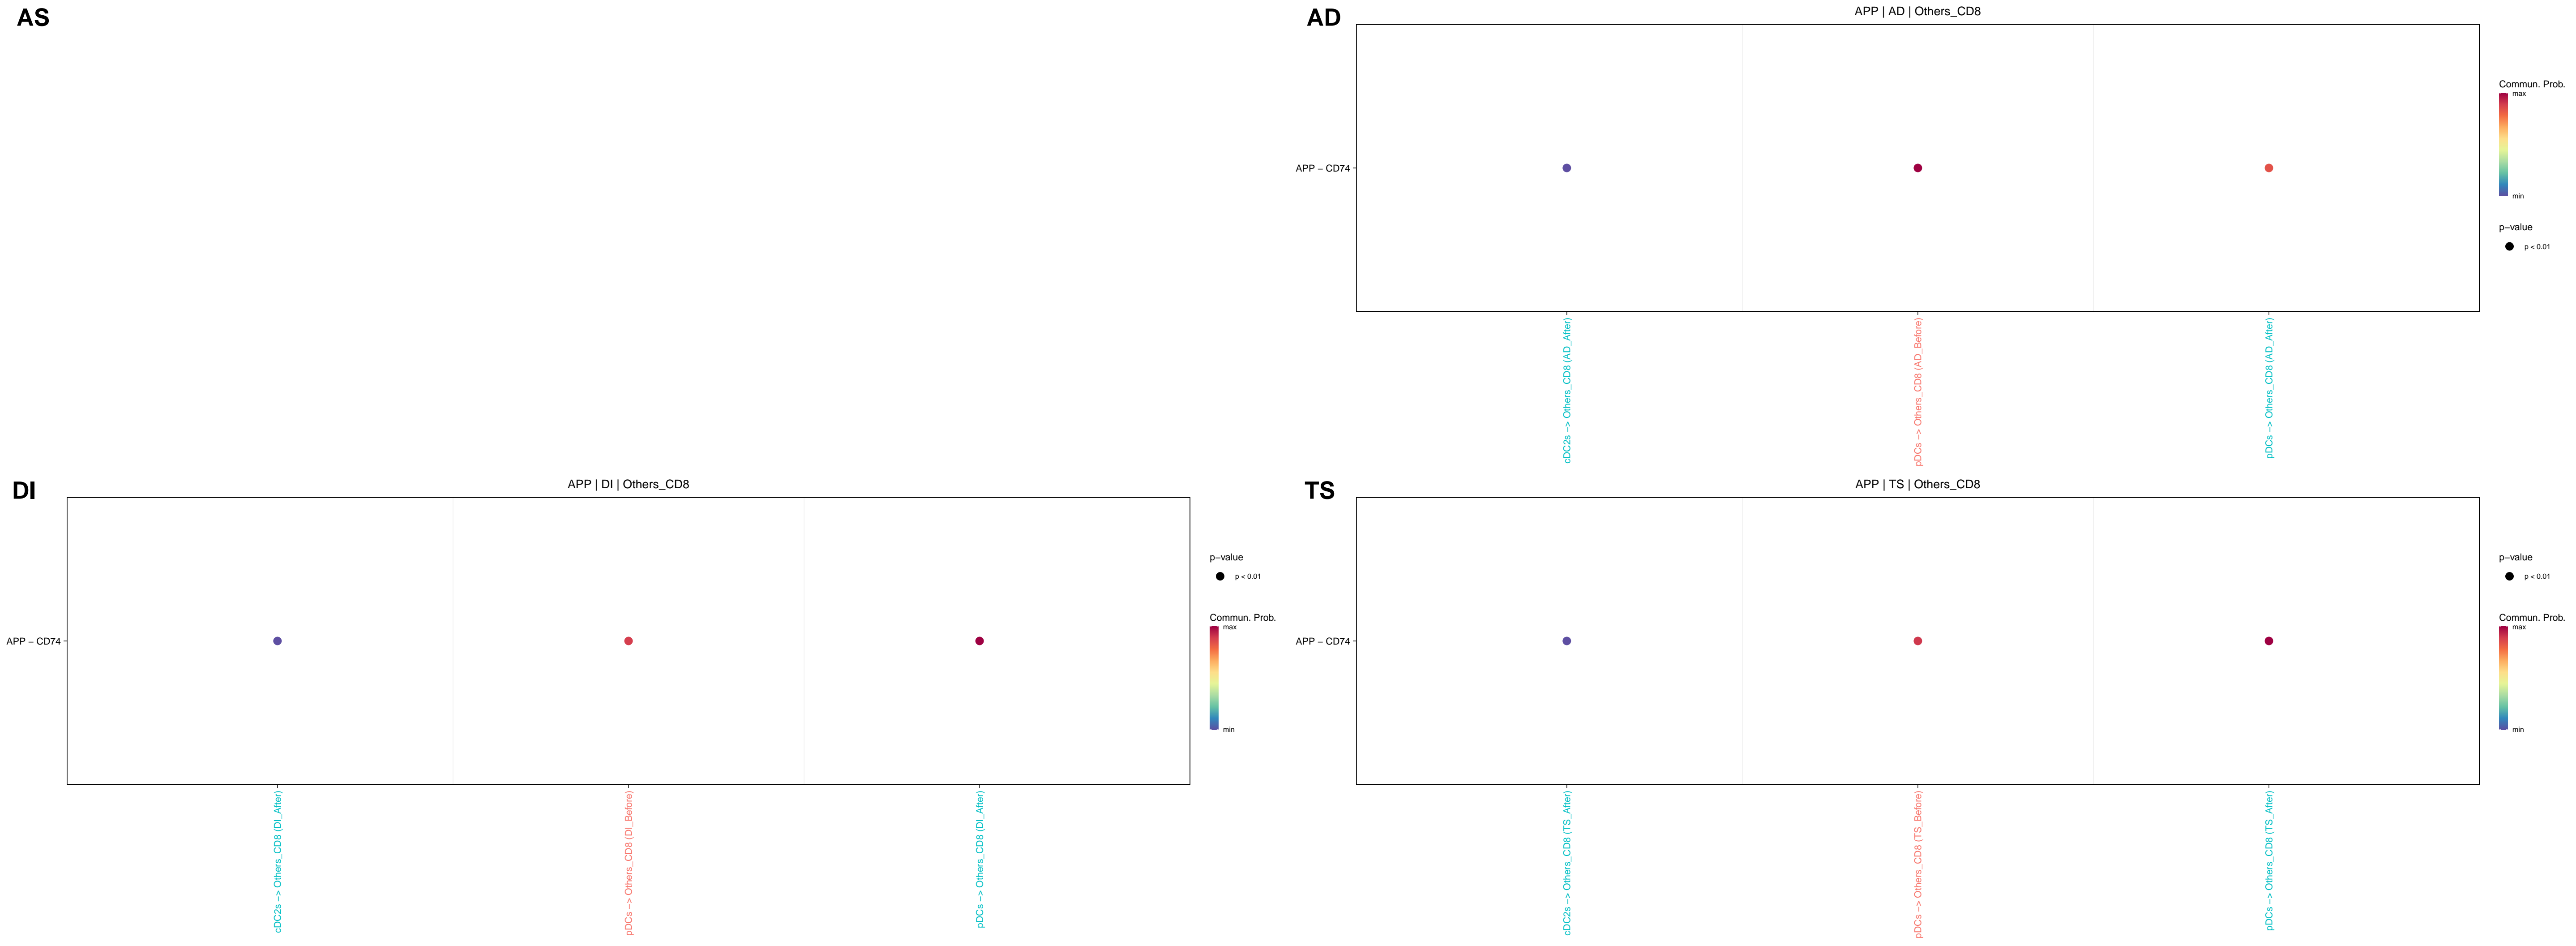 AS
AD
APP | AD | Others_CD8
APP − CD74
cDC2s −> Others_CD8 (AD_After)
pDCs −> Others_CD8 (AD_Before)
pDCs −> Others_CD8 (AD_After)
Commun. Prob.
max
min
p−value
p < 0.01
DI
APP | DI | Others_CD8
APP − CD74
cDC2s −> Others_CD8 (DI_After)
pDCs −> Others_CD8 (DI_Before)
pDCs −> Others_CD8 (DI_After)
p−value
p < 0.01
Commun. Prob.
max
min
TS
APP | TS | Others_CD8
APP − CD74
cDC2s −> Others_CD8 (TS_After)
pDCs −> Others_CD8 (TS_Before)
pDCs −> Others_CD8 (TS_After)
p−value
p < 0.01
Commun. Prob.
max
min